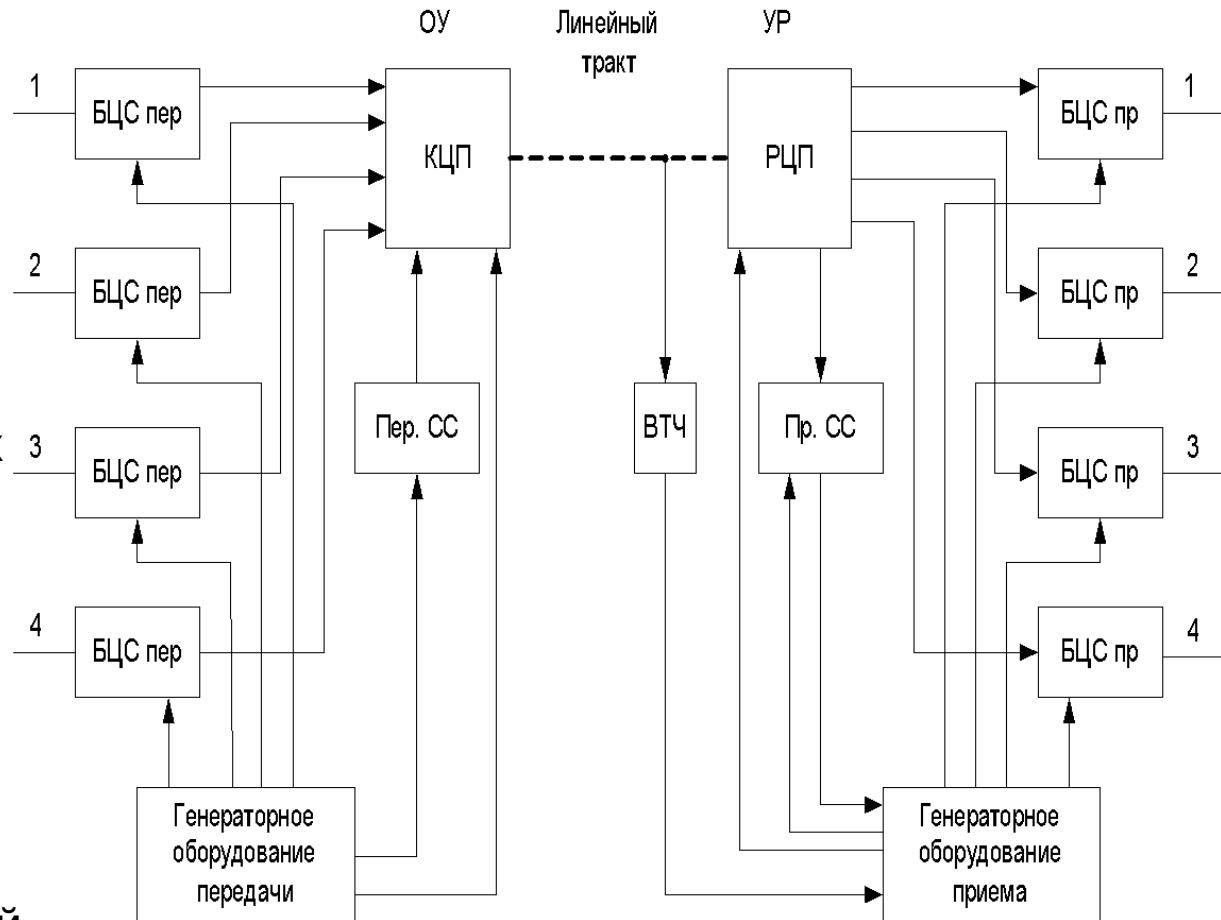 ОУ
Линейный
тракт
УР
1
БЦС пер
КЦП
РЦП
БЦС пр
1
2
БЦС пер
БЦС пр
2
Пер. СС
ВТЧ
Пр. СС
3
БЦС пер
БЦС пр
3
4
БЦС пер
БЦС пр
4
Генераторное
оборудование
передачи
Генераторное
оборудование
приема
й